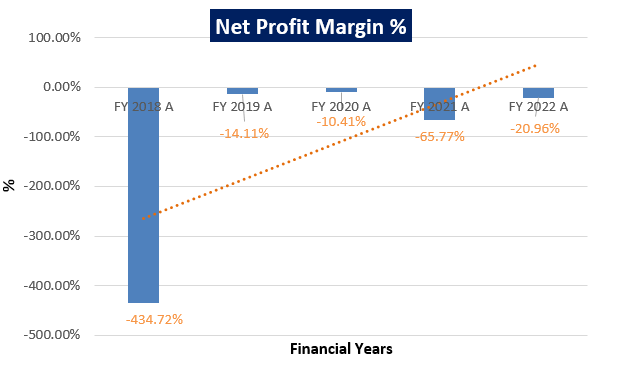 Net Profit Margin %
100.00%
0.00%
-100.00%
-200.00%
-300.00%
-400.00%
-500.00%
%
FY 2018 A
FY 2019 A
FY 2020 A
FY 2021 A
FY 2022 A
-434.72%
-14.11%
-10.41%
-65.77%
-20.96%
Financial Years